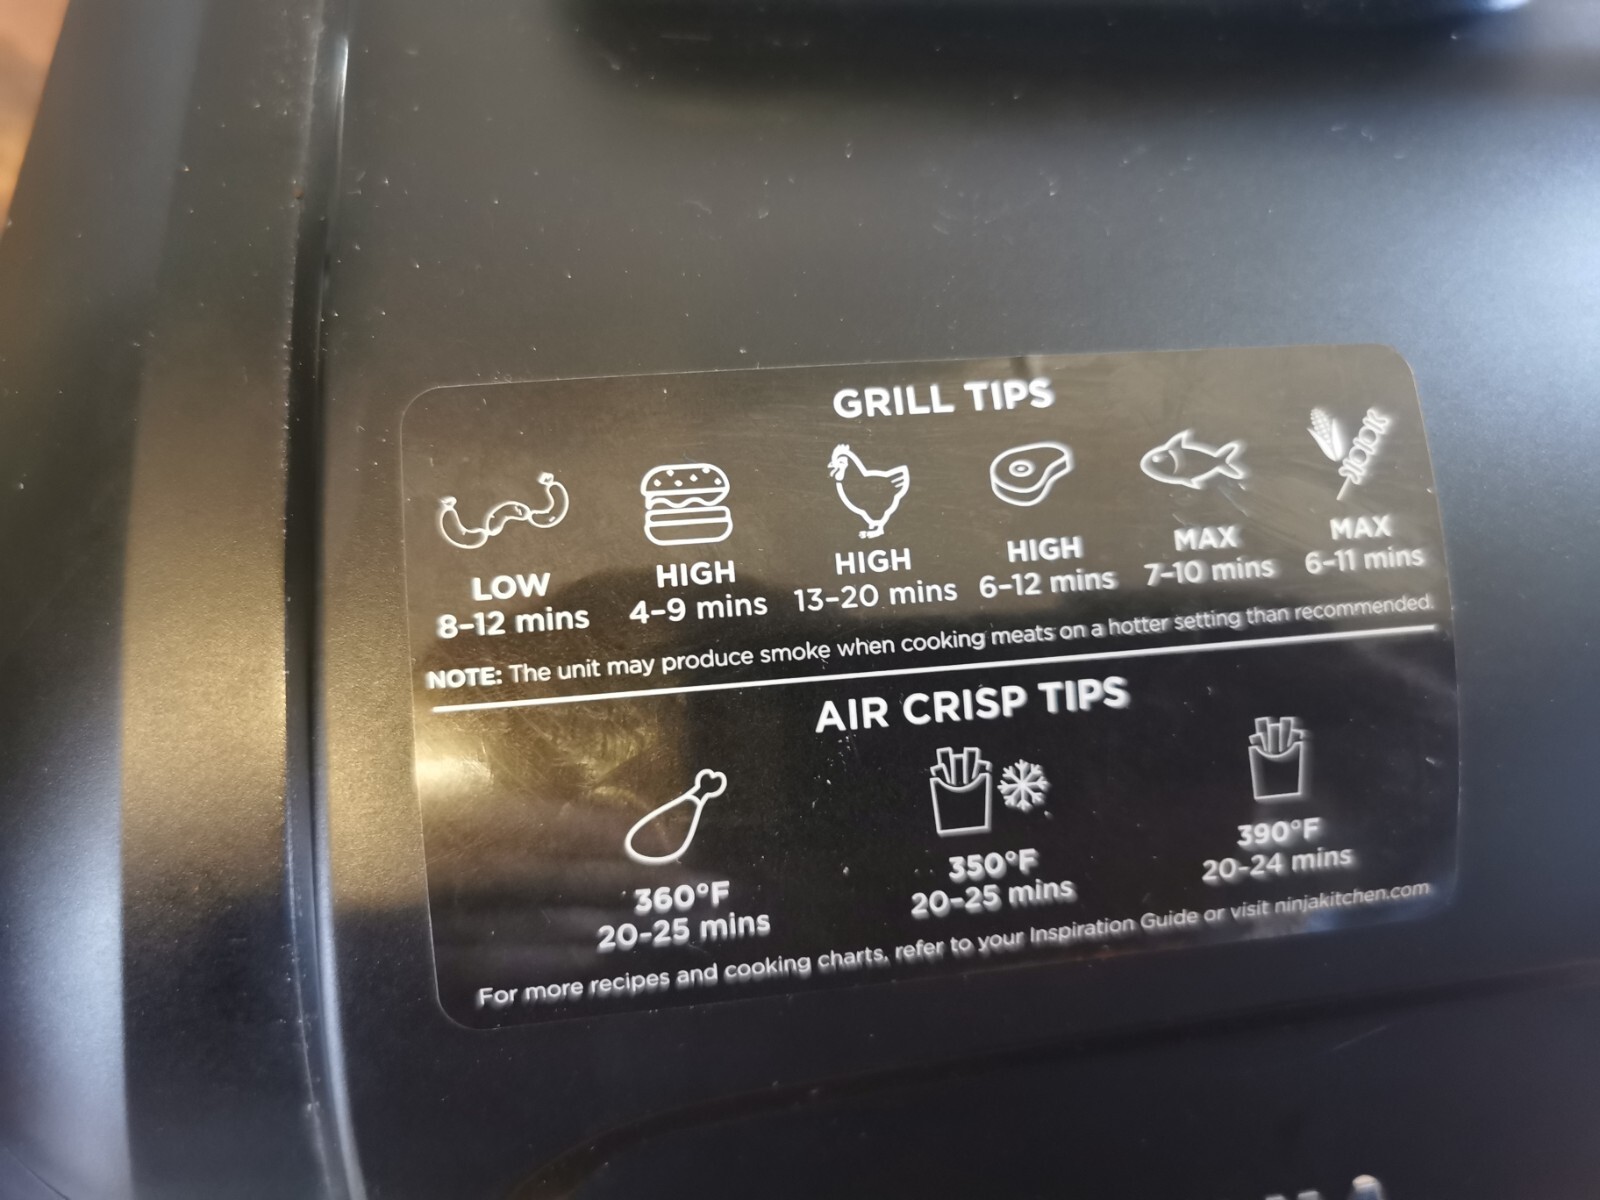 GRILL TIPS
LOW HIGH HIGH HIGH MAX MAX
8–12 mins 4–9 mins 13–20 mins 6–12 mins 7–10 mins 6–11 mins
NOTE: The unit may produce smoke when cooking meats on a hotter setting than recommended.
AIR CRISP TIPS
360°F 350°F 390°F
20-25 mins 20–25 mins 20-24 mins
For more recipes and cooking charts, refer to your Inspiration Guide or visit ninjakitchen.com